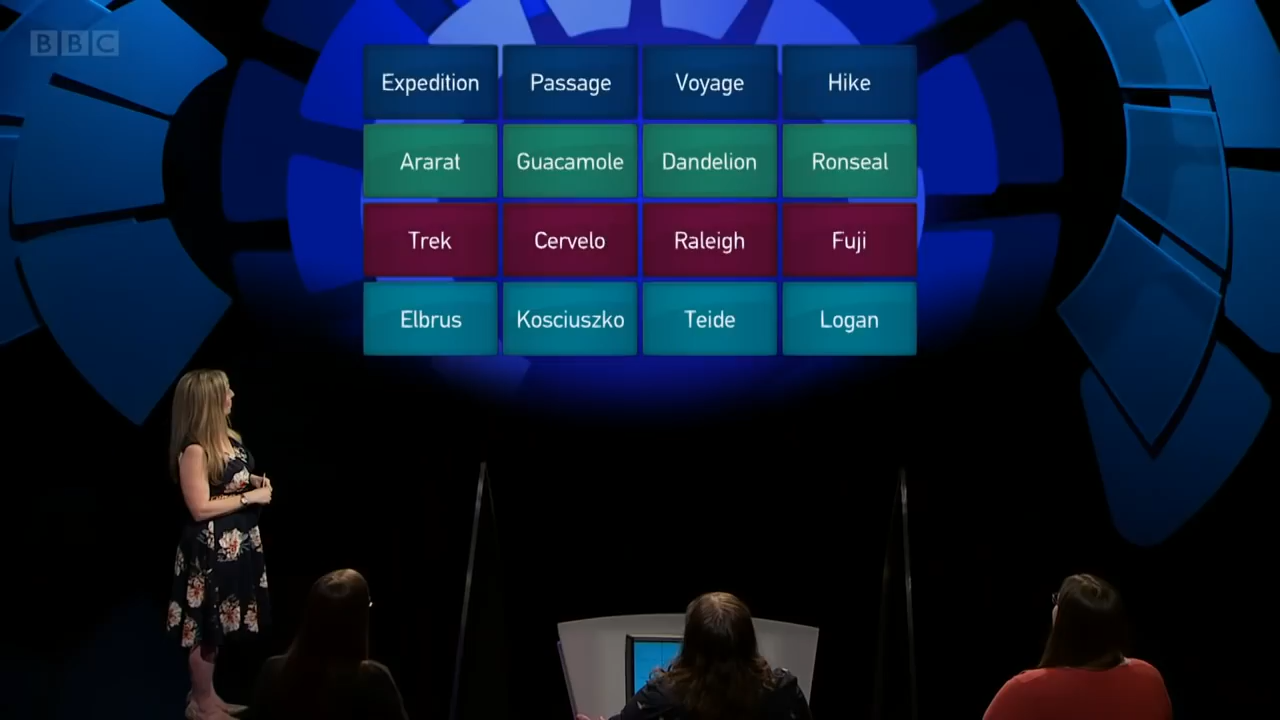 BBC
Expedition Passage Voyage Hike
Ararat Guacamole Dandelion Ronseal
Trek Cervelo Raleigh Fuji
Elbrus Kosciuszko Teide Logan